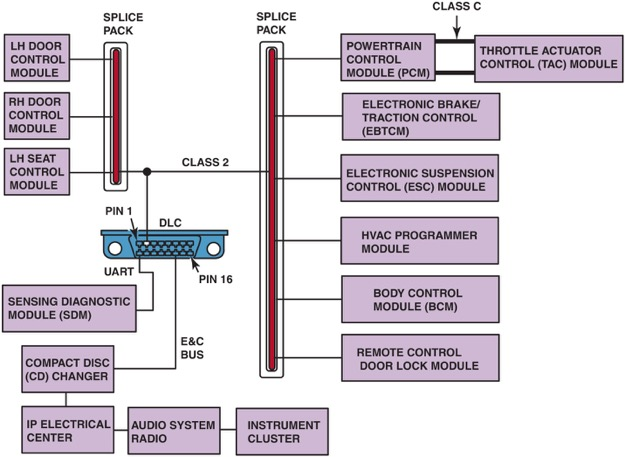 SPLICE
PACK
SPLICE
PACK
CLASS C
LH DOOR
CONTROL
MODULE
RH DOOR
CONTROL
MODULE
LH SEAT
CONTROL
MODULE
CLASS 2
POWERTRAIN
CONTROL
MODULE (PCM)
THROTTLE ACTUATOR
CONTROL (TAC) MODULE
ELECTRONIC BRAKE/
TRACTION CONTROL
(EBTCM)
ELECTRONIC SUSPENSION
CONTROL (ESC) MODULE
HVAC PROGRAMMER
MODULE
BODY CONTROL
MODULE (BCM)
REMOTE CONTROL
DOOR LOCK MODULE
PIN 1
DLC
UART
PIN 16
SENSING DIAGNOSTIC
MODULE (SDM)
E&C
BUS
COMPACT DISC
(CD) CHANGER
IP ELECTRICAL
CENTER
AUDIO SYSTEM
RADIO
INSTRUMENT
CLUSTER